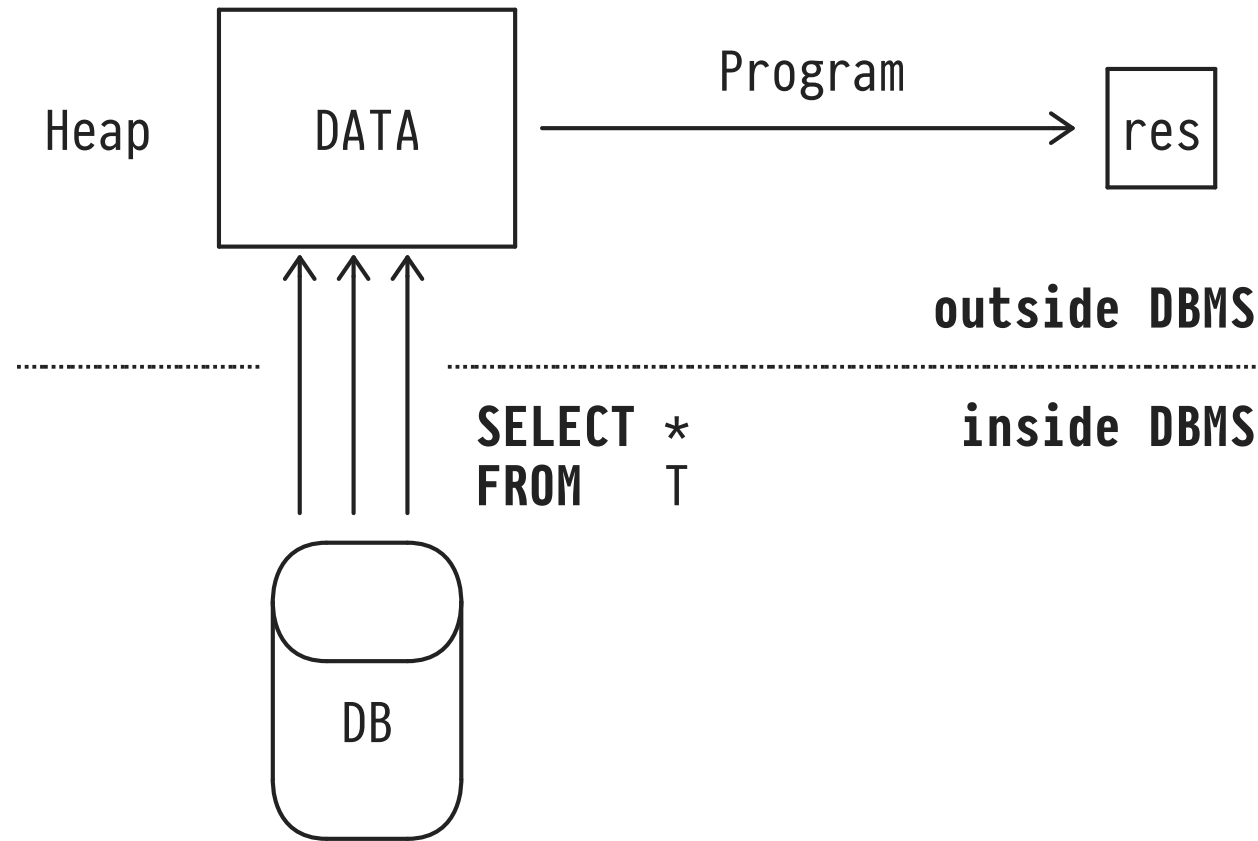 Program
Heap DATA res
outside DBMS
SELECT * inside DBMS
FROM T
DB